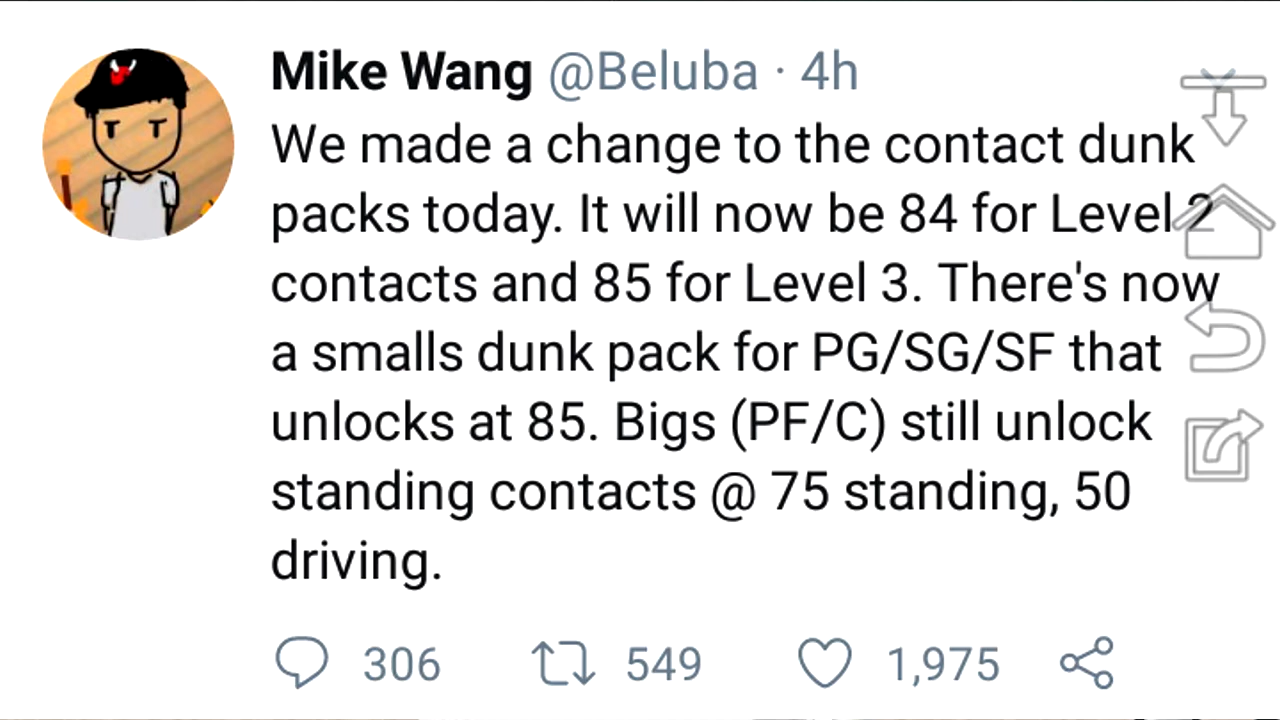 Mike Wang @Beluba · 4h
We made a change to the contact dunk
packs today. It will now be 84 for Level 2
contacts and 85 for Level 3. There's now
a smalls dunk pack for PG/SG/SF that
unlocks at 85. Bigs (PF/C) still unlock
standing contacts @ 75 standing, 50
driving.
306 549 1,975